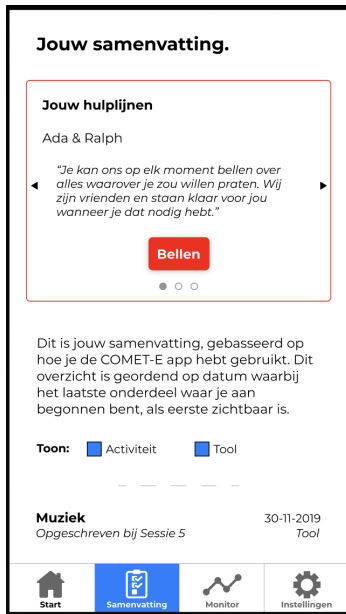 Jouw samenvatting.
Jouw hulplijnen
Ada & Ralph
“Je kan ons op elk moment bellen over
alles waarover je zou willen praten. Wij
zijn vrienden en staan klaar voor jou
wanneer je dat nodig hebt.”
Bellen
Dit is jouw samenvatting, gebasseerd op
hoe je de COMET-E app hebt gebruikt. Dit
overzicht is geordend op datum waarbij
het laatste onderdeel waar je aan
begonnen bent, als eerste zichtbaar is.
Toon: Activiteit Tool
Muziek 30-11-2019
Opgeschreven bij Sessie 5 Tool
Start Samenvatting Monitor Instellingen